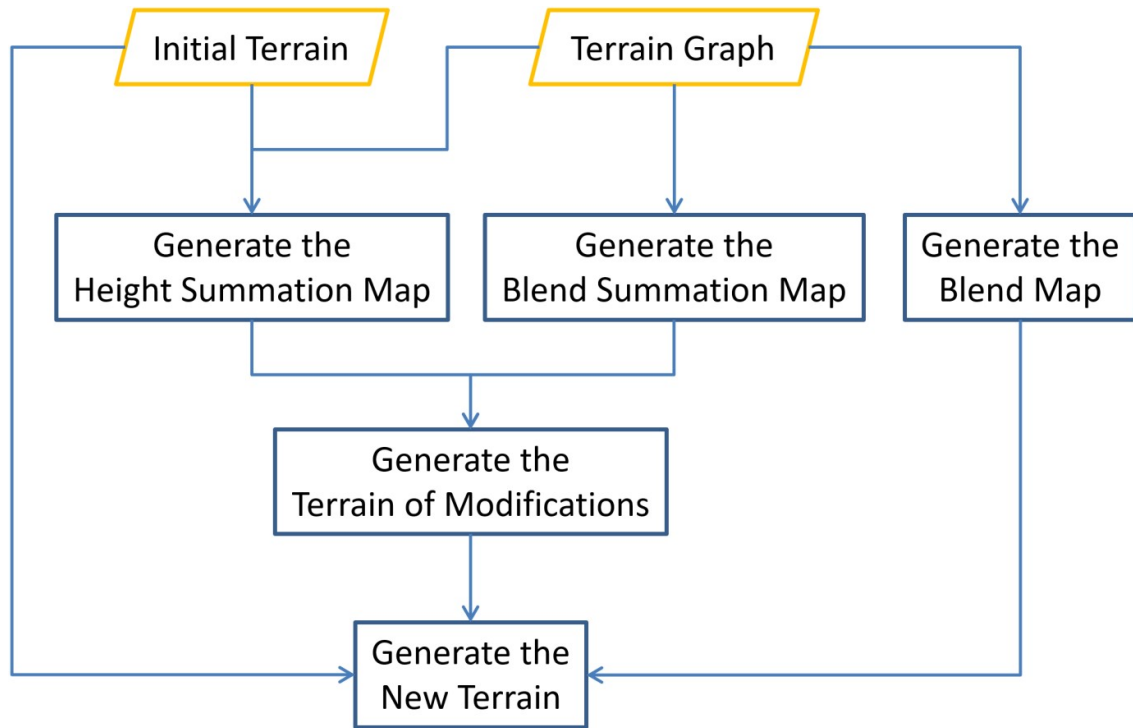 Initial Terrain
Terrain Graph
Generate the
Height Summation Map
Generate the
Blend Summation Map
Generate the
Blend Map
Generate the
Terrain of Modifications
Generate the
New Terrain